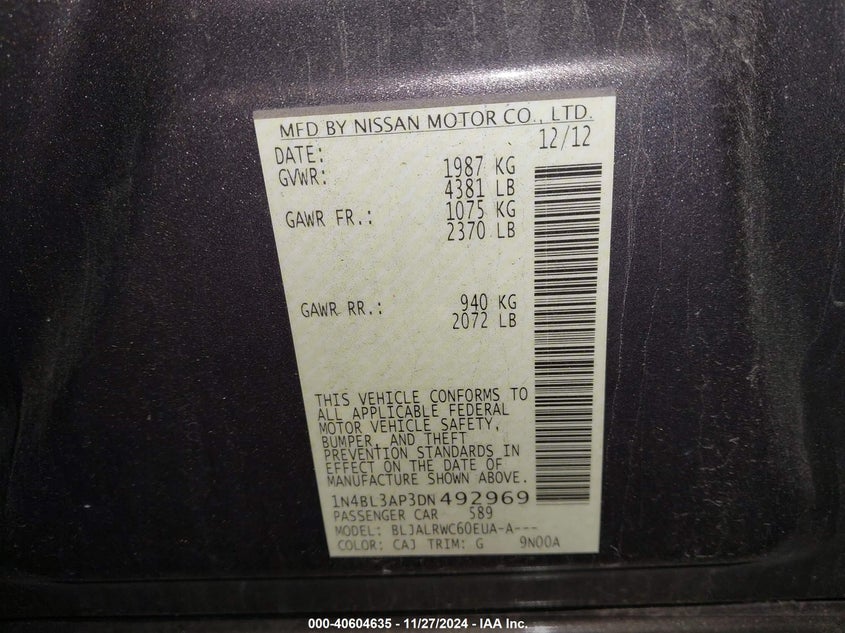 MFD BY NISSAN MOTOR CO., LTD.
DATE: 12/12
GVWR: 1987 KG
4381 LB
GAWR FR.: 1075 KG
2370 LB
GAWR RR.: 940 KG
2072 LB
THIS VEHICLE CONFORMS TO
ALL APPLICABLE FEDERAL
MOTOR VEHICLE SAFETY,
BUMPER, AND THEFT
PREVENTION STANDARDS IN
EFFECT ON THE DATE OF
MANUFACTURE SHOWN ABOVE.
1N4BL3AP3DN492969
PASSENGER CAR 589
MODEL: BLJALRWC60EUA-A---
COLOR: CAJ TRIM: G 9N00A
000-40604635 - 11/27/2024 - IAA Inc.